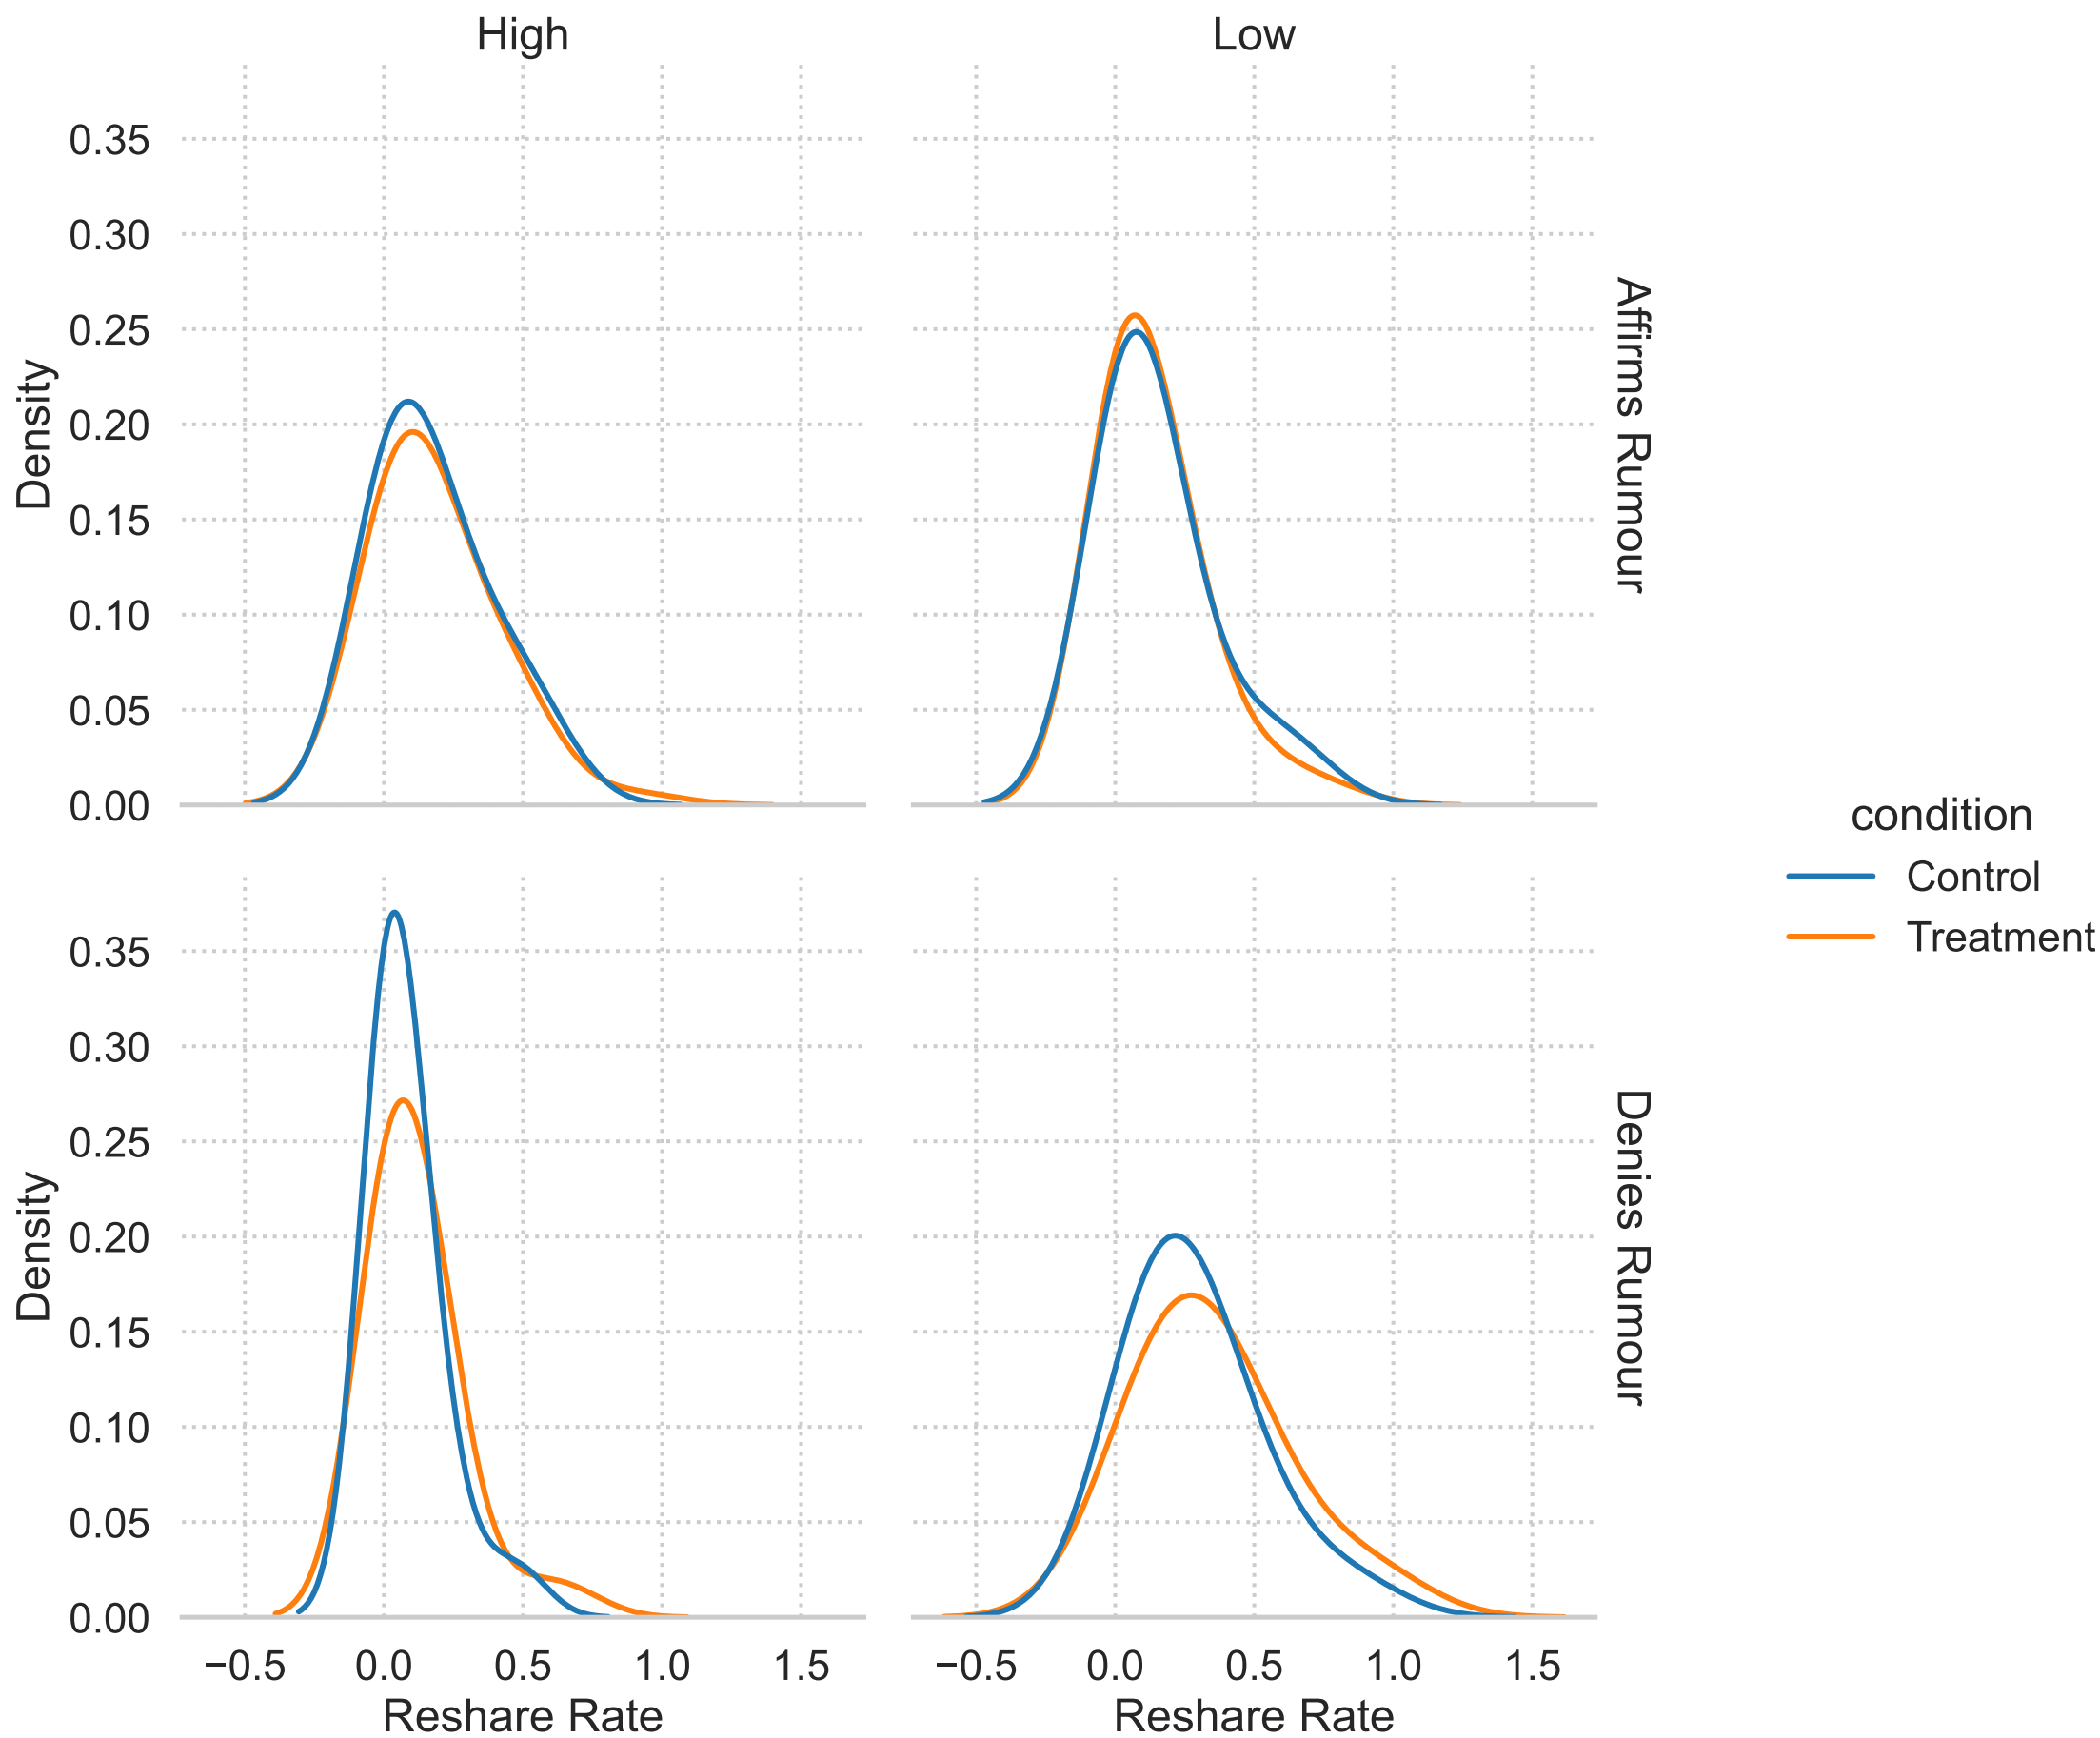 High
Low
0.35
0.30
0.25
0.20
0.15
0.10
0.05
0.00
Density
Affirms Rumour
condition
Control
Treatment
0.35
0.30
0.25
0.20
0.15
0.10
0.05
0.00
Density
Denies Rumour
−0.5 0.0 0.5 1.0 1.5
−0.5 0.0 0.5 1.0 1.5
Reshare Rate
Reshare Rate